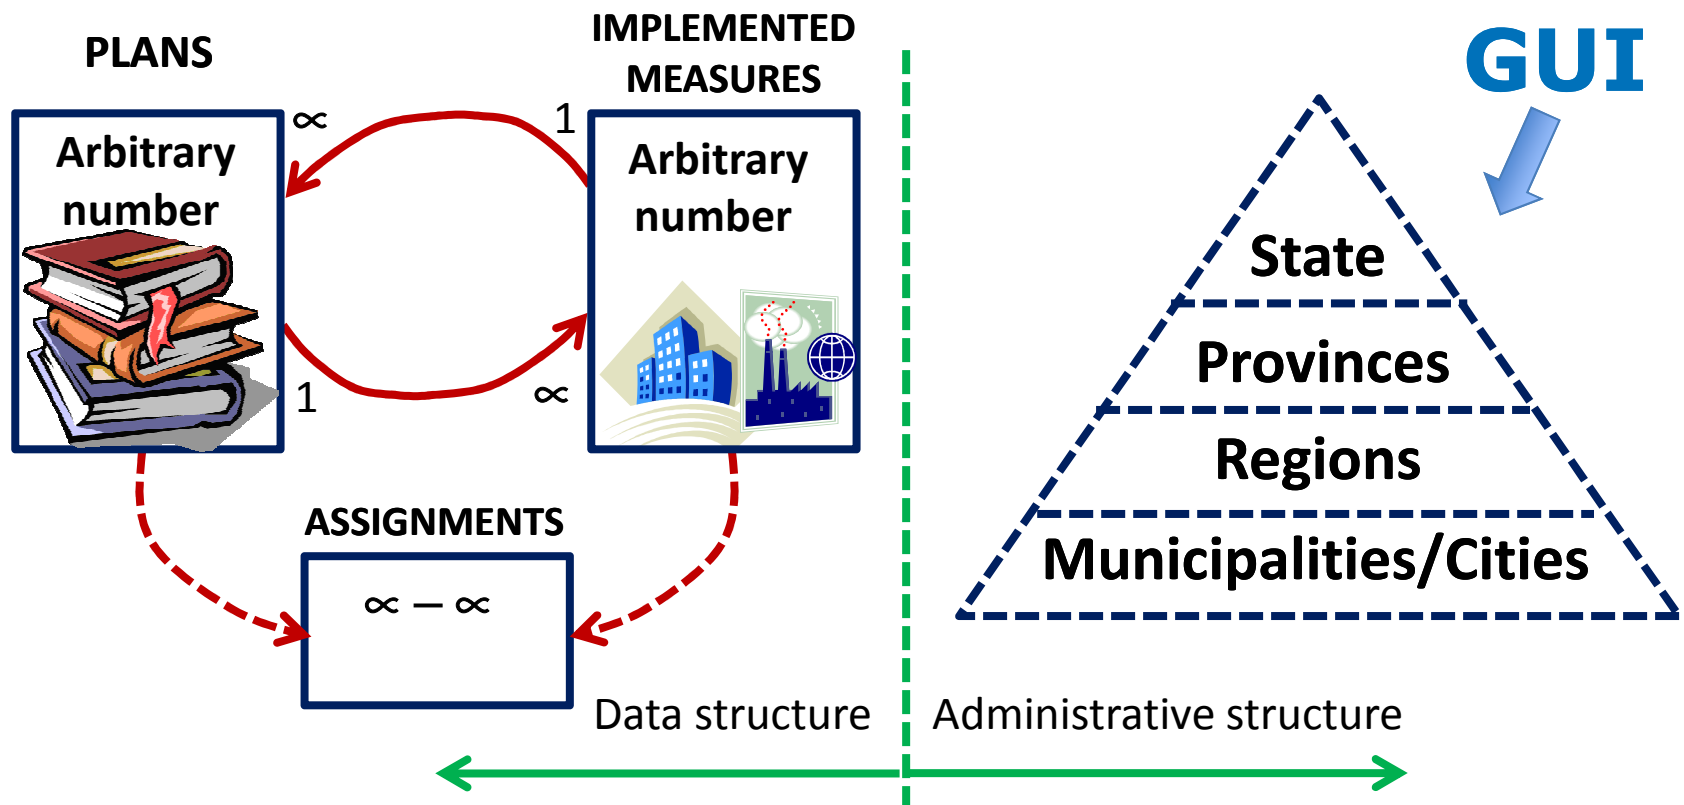 PLANS
IMPLEMENTED
MEASURES
GUI
∝
1
Arbitrary
number
Arbitrary
number
1
∝
State
Provinces
Regions
Municipalities/Cities
ASSIGNMENTS
∝ – ∝
Data structure
Administrative structure